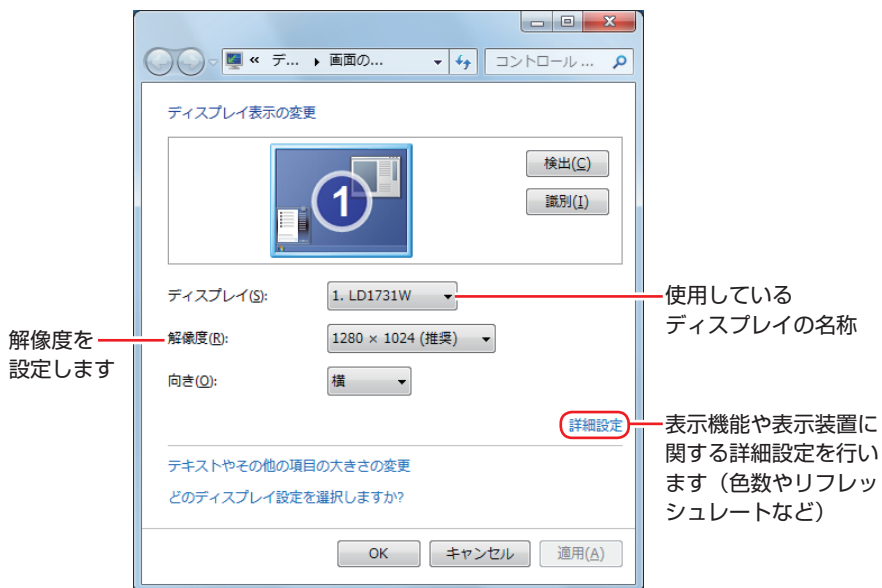 « デ... ▶ 画面の...
コントロール ...
ディスプレイ表示の変更
1
検出(C)
識別(I)
ディスプレイ(S):
1. LD1731W
使用している
ディスプレイの名称
解像度を
設定します
解像度(R):
1280 × 1024 (推奨)
向き(O):
横
詳細設定
表示機能や表示装置に
関する詳細設定を行い
ます（色数やリフレッ
シュレートなど）
テキストやその他の項目の大きさの変更
どのディスプレイ設定を選択しますか?
OK
キャンセル
適用(A)